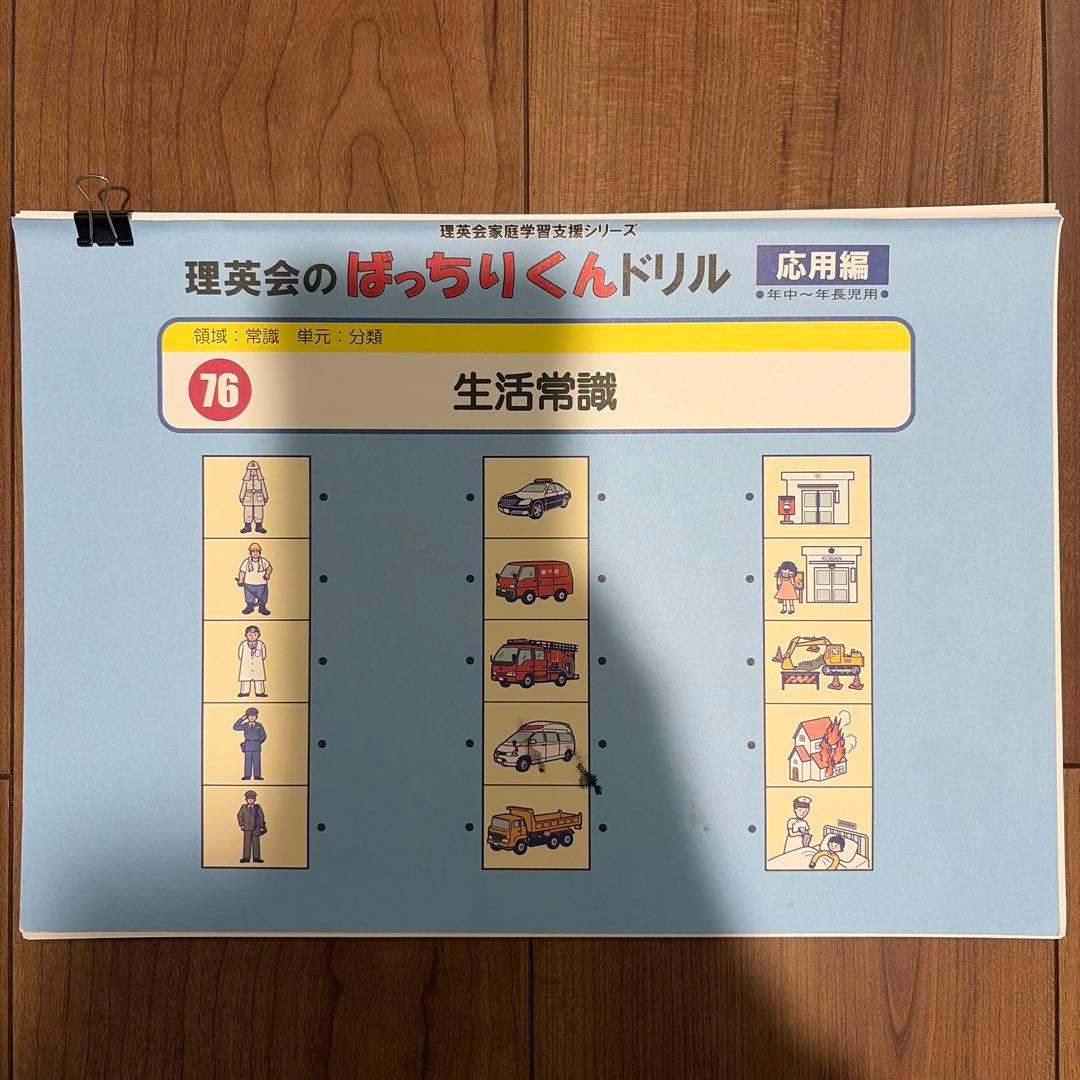 理英会家庭学習支援シリーズ
理英会のばっちりくんドリル
応用編
●年中～年長児用●
領域：常識　単元：分類
76
生活常識
〒
KOBAN